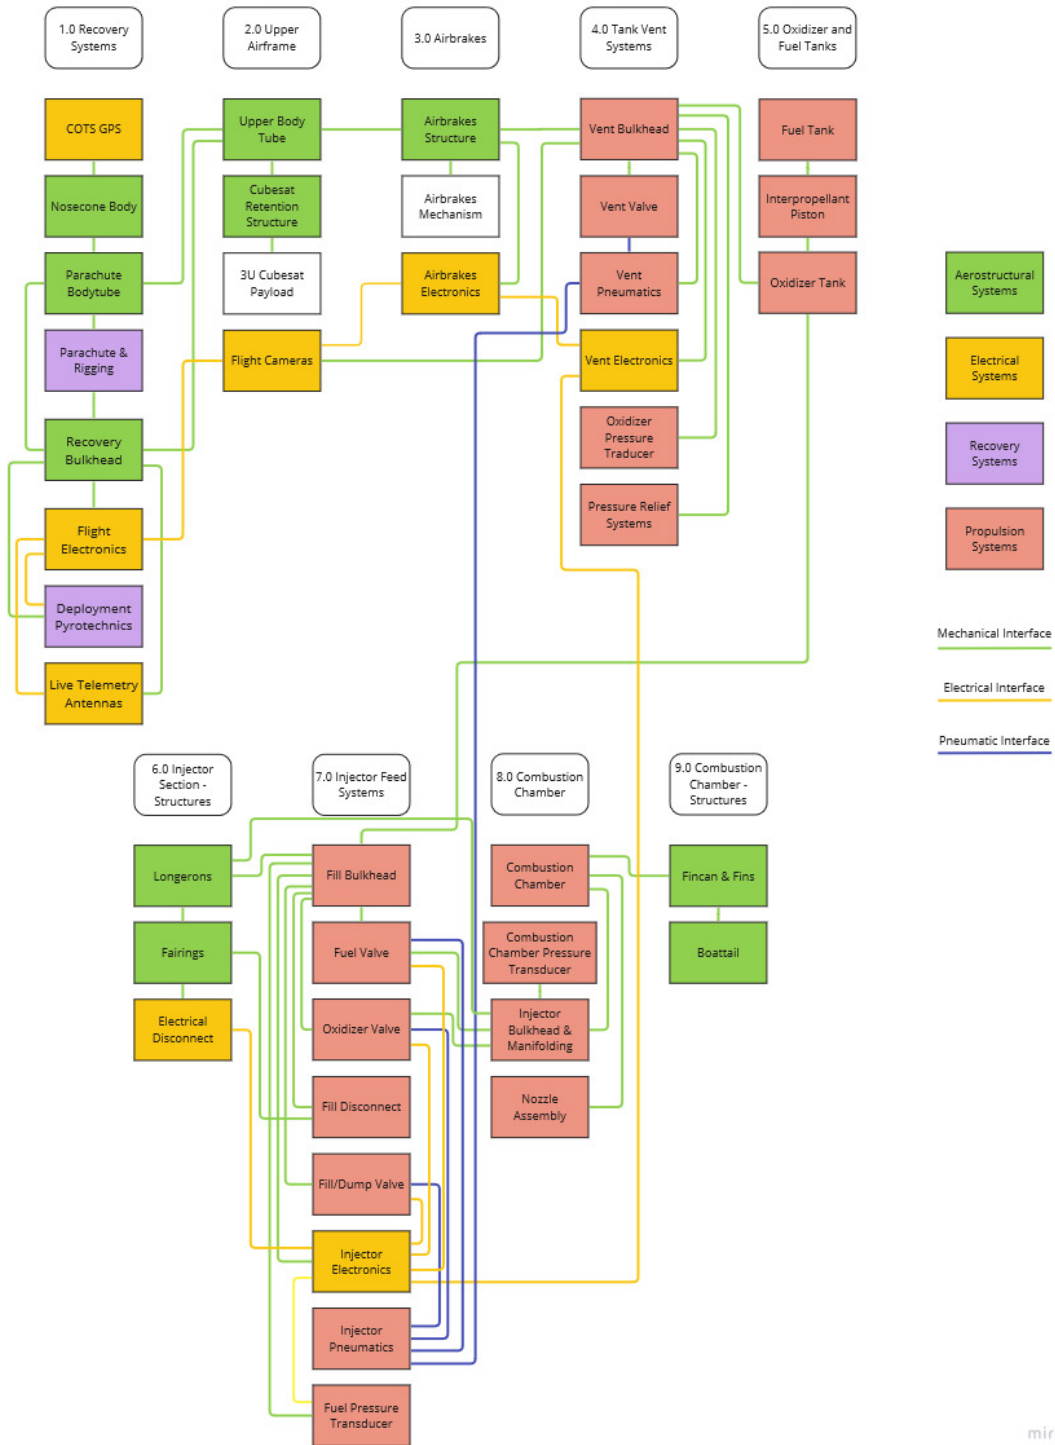 1.0 Recovery
Systems
2.0 Upper
Airframe
3.0 Airbrakes
4.0 Tank Vent
Systems
5.0 Oxidizer and
Fuel Tanks
COTS GPS
Nosecone Body
Parachute
Bodytube
Parachute &
Rigging
Recovery
Bulkhead
Flight
Electronics
Deployment
Pyrotechnics
Live Telemetry
Antennas
Upper Body
Tube
Cubesat
Retention
Structure
3U Cubesat
Payload
Flight Cameras
Airbrakes
Structure
Airbrakes
Mechanism
Airbrakes
Electronics
Vent Bulkhead
Vent Valve
Vent
Pneumatics
Vent Electronics
Oxidizer
Pressure
Traducer
Pressure Relief
Systems
Fuel Tank
Interpropellant
Piston
Oxidizer Tank
Aerostructural
Systems
Electrical
Systems
Recovery
Systems
Propulsion
Systems
Mechanical Interface
Electrical Interface
Pneumatic Interface
6.0 Injector
Section -
Structures
7.0 Injector Feed
Systems
8.0 Combustion
Chamber
9.0 Combustion
Chamber -
Structures
Longerons
Fairings
Electrical
Disconnect
Fill Bulkhead
Fuel Valve
Oxidizer Valve
Fill Disconnect
Fill/Dump Valve
Injector
Electronics
Injector
Pneumatics
Fuel Pressure
Transducer
Combustion
Chamber
Combustion
Chamber Pressure
Transducer
Injector
Bulkhead &
Manifolding
Nozzle
Assembly
Fincan & Fins
Boattail